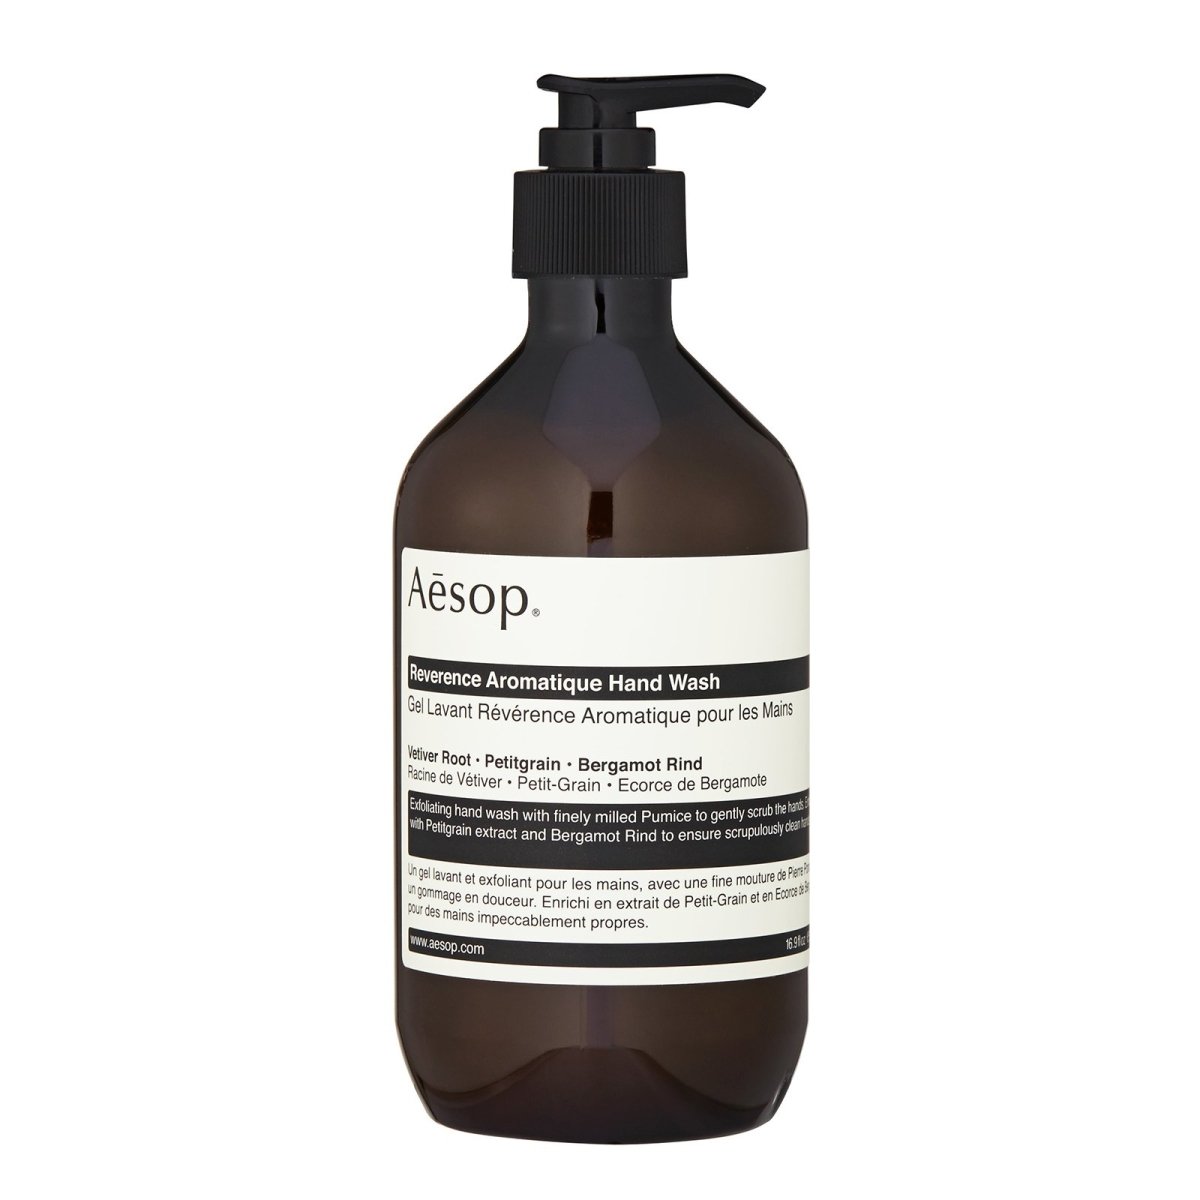 Aēsop®
Reverence Aromatique Hand Wash
Gel Lavant Révérence Aromatique pour les Mains
Vetiver Root · Petitgrain · Bergamot Rind
Racine de Vétiver · Petit-Grain · Ecorce de Bergamote
Exfoliating hand wash with finely milled Pumice to gently scrub the hands.
with Petitgrain extract and Bergamot Rind to ensure scrupulously clean
Un gel lavant et exfoliant pour les mains, avec une fine mouture de Pierre
un gommage en douceur. Enrichi en extrait de Petit-Grain et en Ecorce de
pour des mains impeccablement propres.
www.aesop.com 16.9 fl oz